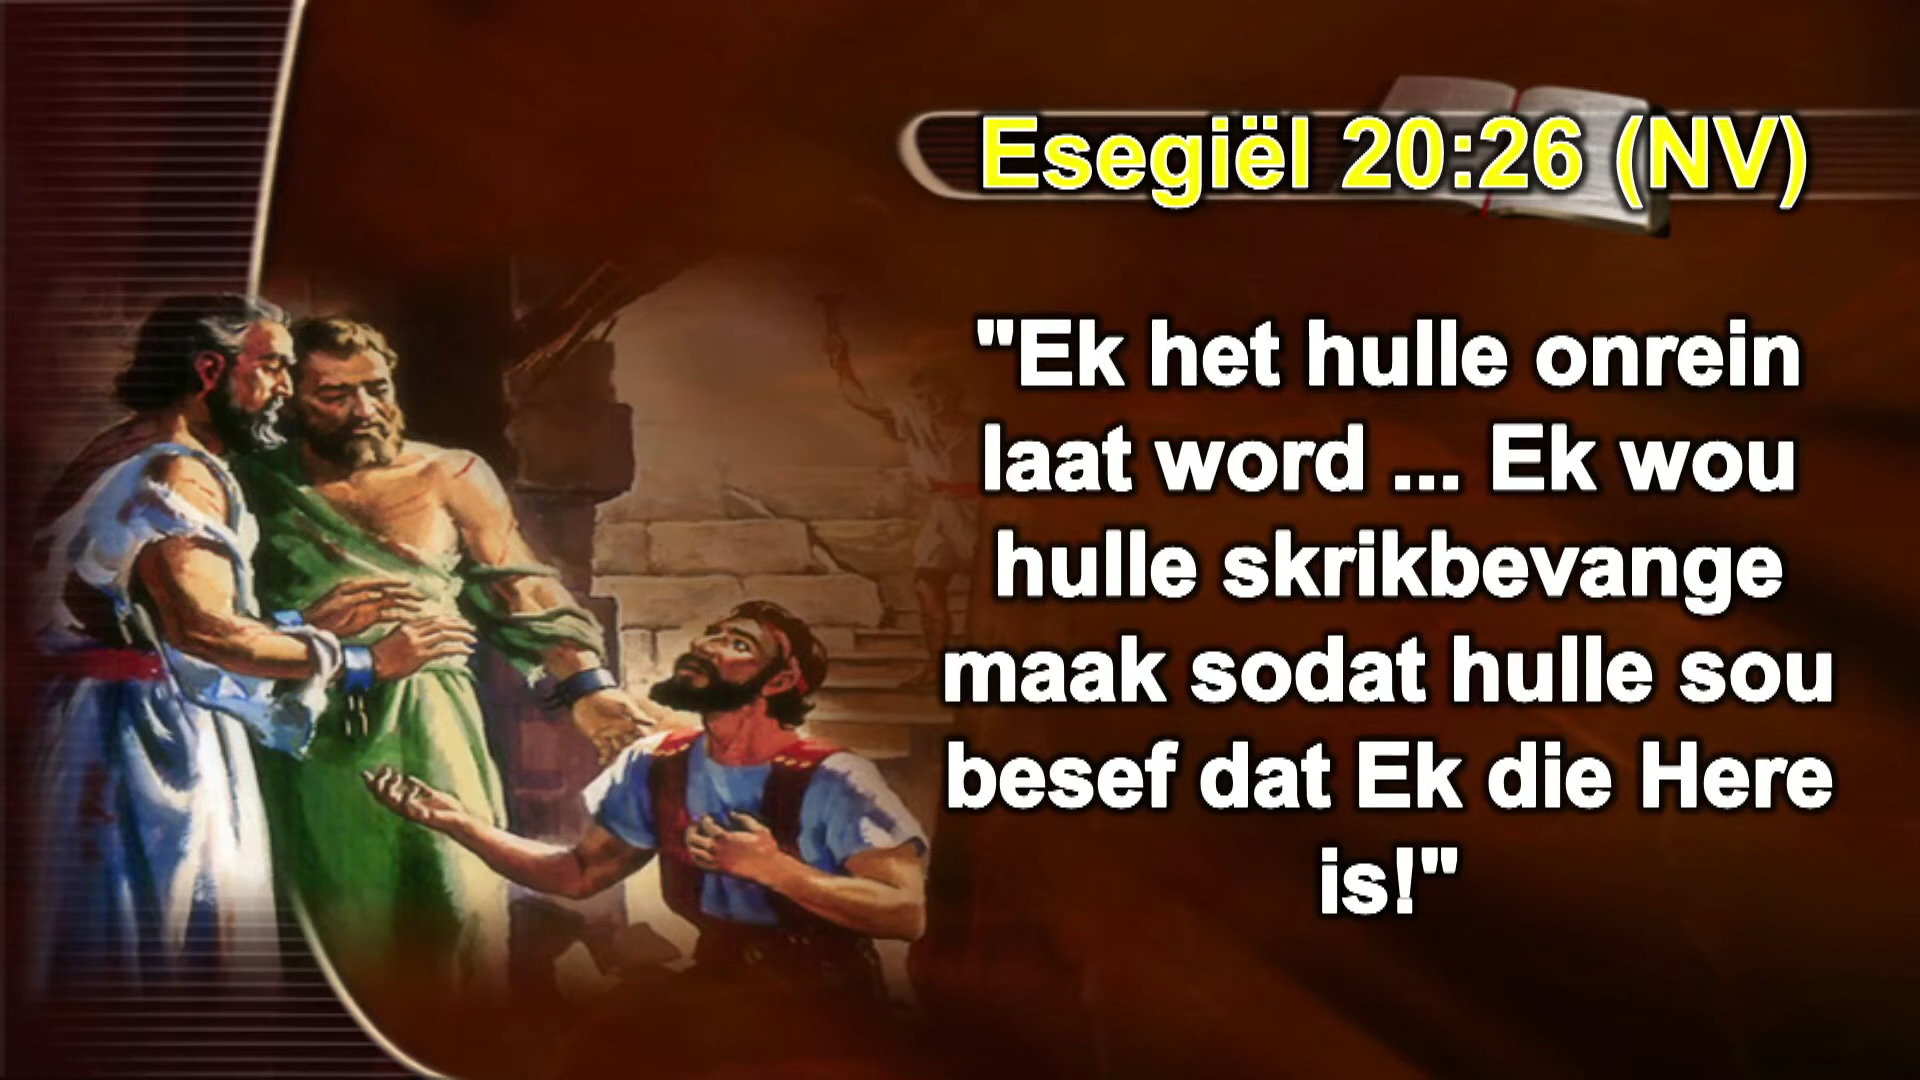 Esegiël 20:26 (NV)
"Ek het hulle onrein
laat word ... Ek wou
hulle skrikbevange
maak sodat hulle sou
besef dat Ek die Here
is!"